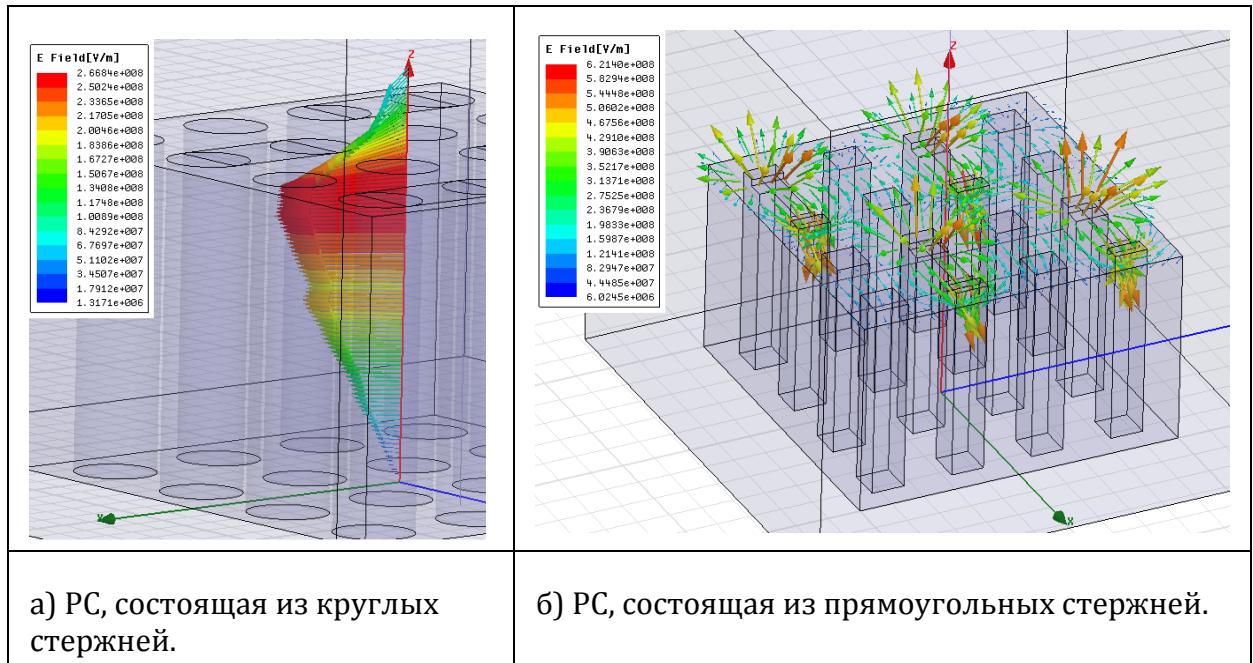 E Field[V/m]
2.6684e+008
2.5024e+008
2.3365e+008
2.1705e+008
2.0046e+008
1.8386e+008
1.6727e+008
1.5067e+008
1.3408e+008
1.1748e+008
1.0089e+008
8.4292e+007
6.7697e+007
5.1102e+007
3.4507e+007
1.7912e+007
1.3171e+006
Z
Y
E Field[V/m]
6.2140e+008
5.8294e+008
5.4448e+008
5.0602e+008
4.6756e+008
4.2910e+008
3.9063e+008
3.5217e+008
3.1371e+008
2.7525e+008
2.3679e+008
1.9833e+008
1.5987e+008
1.2141e+008
8.2947e+007
4.4485e+007
6.0245e+006
Z
X
а) РС, состоящая из круглых
стержней.
б) РС, состоящая из прямоугольных стержней.